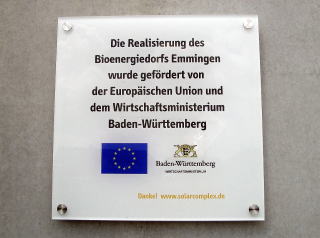 Die Realisierung des
Bioenergiedorfs Emmingen
wurde gefördert von
der Europäischen Union und
dem Wirtschaftsministerium
Baden-Württemberg
Baden-Württemberg
WIRTSCHAFTSMINISTERIUM
Danke! www.solarcomplex.de